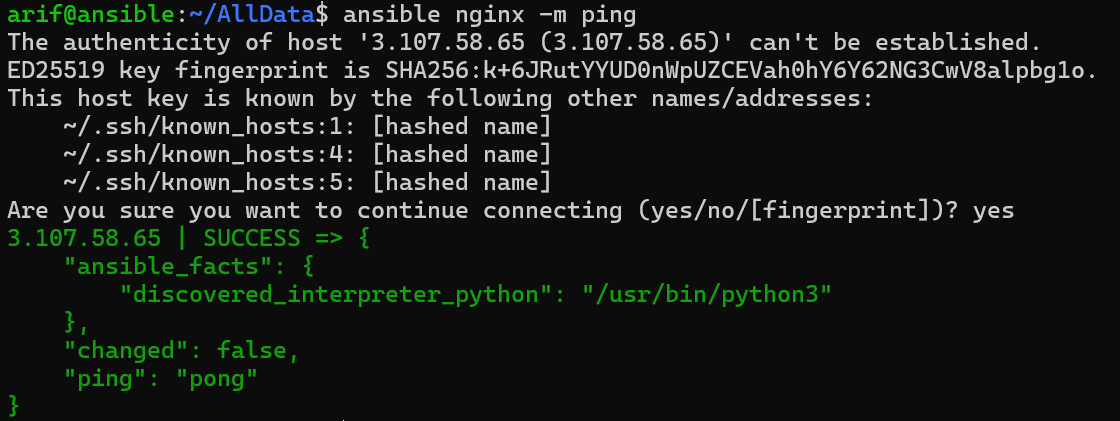 arif@ansible:~/AllData$ ansible nginx -m ping
The authenticity of host '3.107.58.65 (3.107.58.65)' can't be established.
ED25519 key fingerprint is SHA256:k+6JRutYYUD0nWpUZCEVah0hY6Y62NG3CwV8alpbg1o.
This host key is known by the following other names/addresses:
    ~/.ssh/known_hosts:1: [hashed name]
    ~/.ssh/known_hosts:4: [hashed name]
    ~/.ssh/known_hosts:5: [hashed name]
Are you sure you want to continue connecting (yes/no/[fingerprint])? yes
3.107.58.65 | SUCCESS => {
    "ansible_facts": {
        "discovered_interpreter_python": "/usr/bin/python3"
    },
    "changed": false,
    "ping": "pong"
}